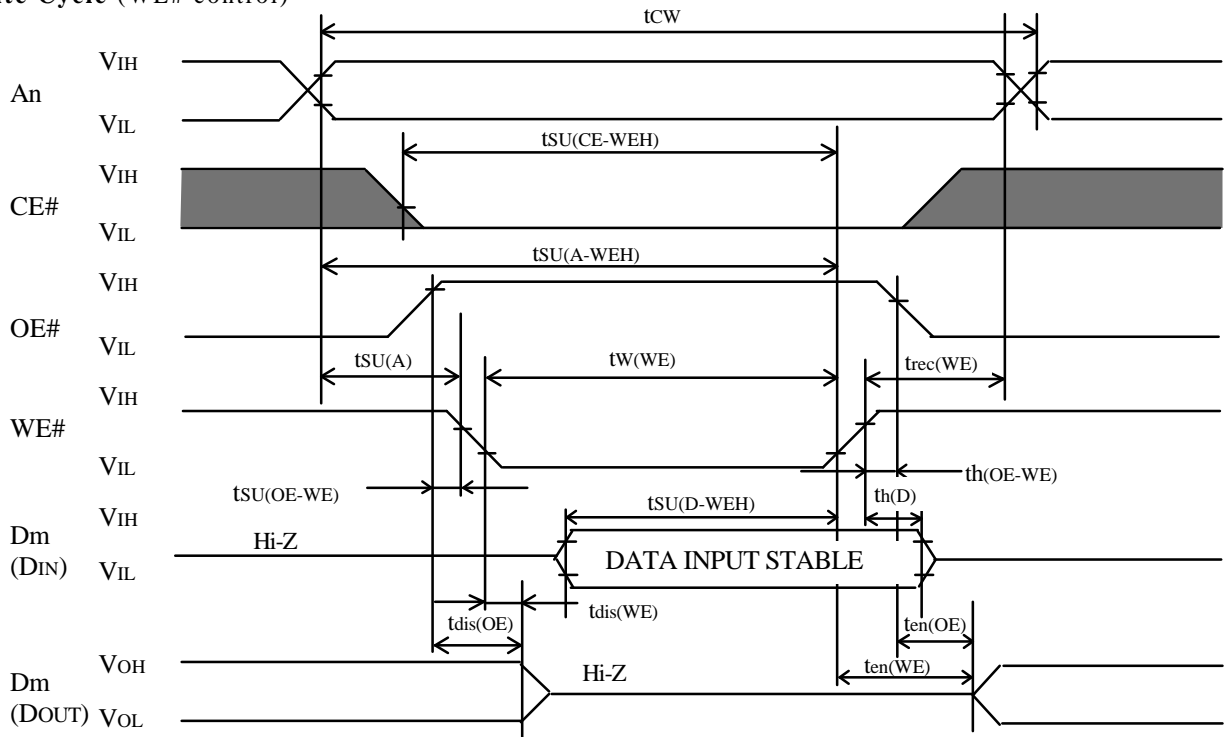 te Cycle (WE# control)
tCW
VIH
An
VIL
tSU(CE-WEH)
VIH
CE#
VIL
tSU(A-WEH)
VIH
OE#
VIL
tSU(A)
tW(WE)
trec(WE)
VIH
WE#
VIL
tSU(OE-WE)
th(OE-WE)
tSU(D-WEH)
th(D)
VIH
Dm
(DIN)
Hi-Z
VIL
DATA INPUT STABLE
tdis(OE)
tdis(WE)
ten(OE)
ten(WE)
VOH
Dm
(DOUT)
Hi-Z
VOL